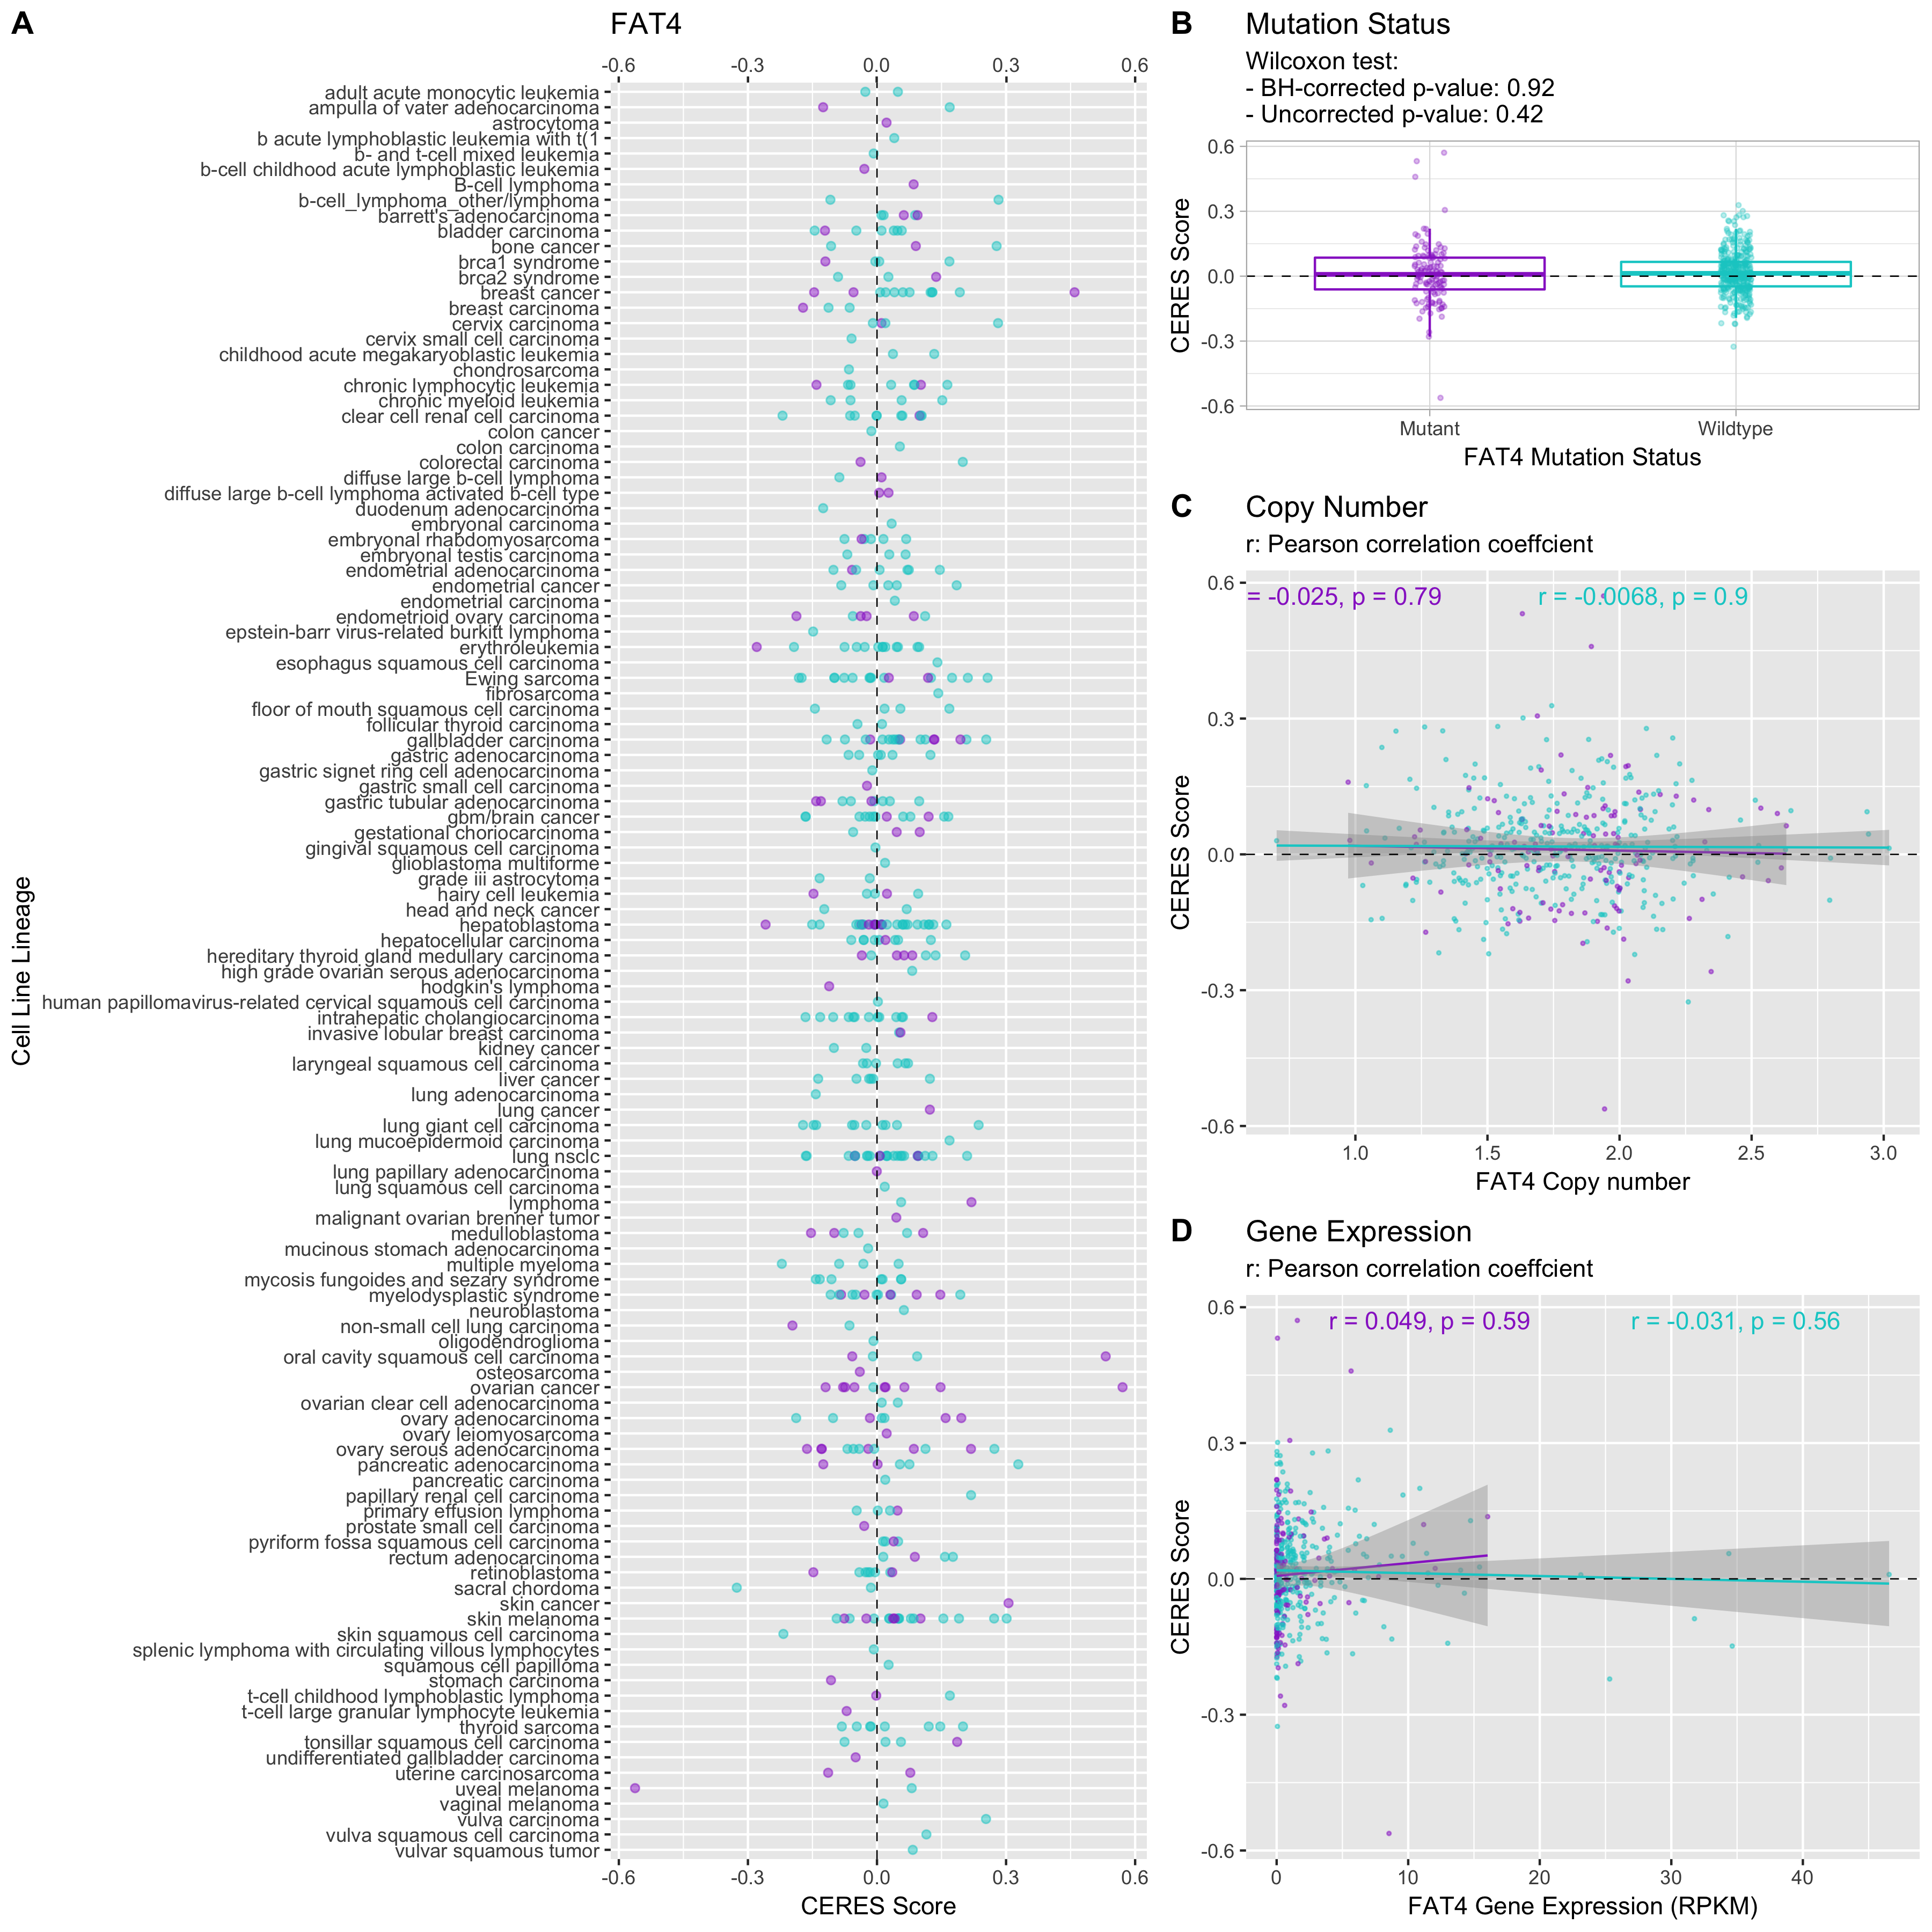 A
FAT4
-0.6 -0.3 0.0 0.3 0.6
Cell Line Lineage
adult acute monocytic leukemia
ampulla of vater adenocarcinoma
astrocytoma
b acute lymphoblastic leukemia with t(1
b- and t-cell mixed leukemia
b-cell childhood acute lymphoblastic leukemia
B-cell lymphoma
b-cell_lymphoma_other/lymphoma
barrett's adenocarcinoma
bladder carcinoma
bone cancer
brca1 syndrome
brca2 syndrome
breast cancer
breast carcinoma
cervix carcinoma
cervix small cell carcinoma
childhood acute megakaryoblastic leukemia
chondrosarcoma
chronic lymphocytic leukemia
chronic myeloid leukemia
clear cell renal cell carcinoma
colon cancer
colon carcinoma
colorectal carcinoma
diffuse large b-cell lymphoma
diffuse large b-cell lymphoma activated b-cell type
duodenum adenocarcinoma
embryonal carcinoma
embryonal rhabdomyosarcoma
embryonal testis carcinoma
endometrial adenocarcinoma
endometrial cancer
endometrial carcinoma
endometrioid ovary carcinoma
epstein-barr virus-related burkitt lymphoma
erythroleukemia
esophagus squamous cell carcinoma
Ewing sarcoma
fibrosarcoma
floor of mouth squamous cell carcinoma
follicular thyroid carcinoma
gallbladder carcinoma
gastric adenocarcinoma
gastric signet ring cell adenocarcinoma
gastric small cell carcinoma
gastric tubular adenocarcinoma
gbm/brain cancer
gestational choriocarcinoma
gingival squamous cell carcinoma
glioblastoma multiforme
grade iii astrocytoma
hairy cell leukemia
head and neck cancer
hepatoblastoma
hepatocellular carcinoma
hereditary thyroid gland medullary carcinoma
high grade ovarian serous adenocarcinoma
hodgkin's lymphoma
human papillomavirus-related cervical squamous cell carcinoma
intrahepatic cholangiocarcinoma
invasive lobular breast carcinoma
kidney cancer
laryngeal squamous cell carcinoma
liver cancer
lung adenocarcinoma
lung cancer
lung giant cell carcinoma
lung mucoepidermoid carcinoma
lung nsclc
lung papillary adenocarcinoma
lung squamous cell carcinoma
lymphoma
malignant ovarian brenner tumor
medulloblastoma
mucinous stomach adenocarcinoma
multiple myeloma
mycosis fungoides and sezary syndrome
myelodysplastic syndrome
neuroblastoma
non-small cell lung carcinoma
oligodendroglioma
oral cavity squamous cell carcinoma
osteosarcoma
ovarian cancer
ovarian clear cell adenocarcinoma
ovary adenocarcinoma
ovary leiomyosarcoma
ovary serous adenocarcinoma
pancreatic adenocarcinoma
pancreatic carcinoma
papillary renal cell carcinoma
primary effusion lymphoma
prostate small cell carcinoma
pyriform fossa squamous cell carcinoma
rectum adenocarcinoma
retinoblastoma
sacral chordoma
skin cancer
skin melanoma
skin squamous cell carcinoma
splenic lymphoma with circulating villous lymphocytes
squamous cell papilloma
stomach carcinoma
t-cell childhood lymphoblastic lymphoma
t-cell large granular lymphocyte leukemia
thyroid sarcoma
tonsillar squamous cell carcinoma
undifferentiated gallbladder carcinoma
uterine carcinosarcoma
uveal melanoma
vaginal melanoma
vulva carcinoma
vulva squamous cell carcinoma
vulvar squamous tumor
-0.6 -0.3 0.0 0.3 0.6
CERES Score
B
Mutation Status
Wilcoxon test:
- BH-corrected p-value: 0.92
- Uncorrected p-value: 0.42
CERES Score
0.6
0.3
0.0
-0.3
-0.6
Mutant Wildtype
FAT4 Mutation Status
C
Copy Number
r: Pearson correlation coeffcient
= -0.025, p = 0.79
r = -0.0068, p = 0.9
CERES Score
0.6
0.3
0.0
-0.3
-0.6
1.0 1.5 2.0 2.5 3.0
FAT4 Copy number
D
Gene Expression
r: Pearson correlation coeffcient
r = 0.049, p = 0.59
r = -0.031, p = 0.56
CERES Score
0.6
0.3
0.0
-0.3
-0.6
0 10 20 30 40
FAT4 Gene Expression (RPKM)